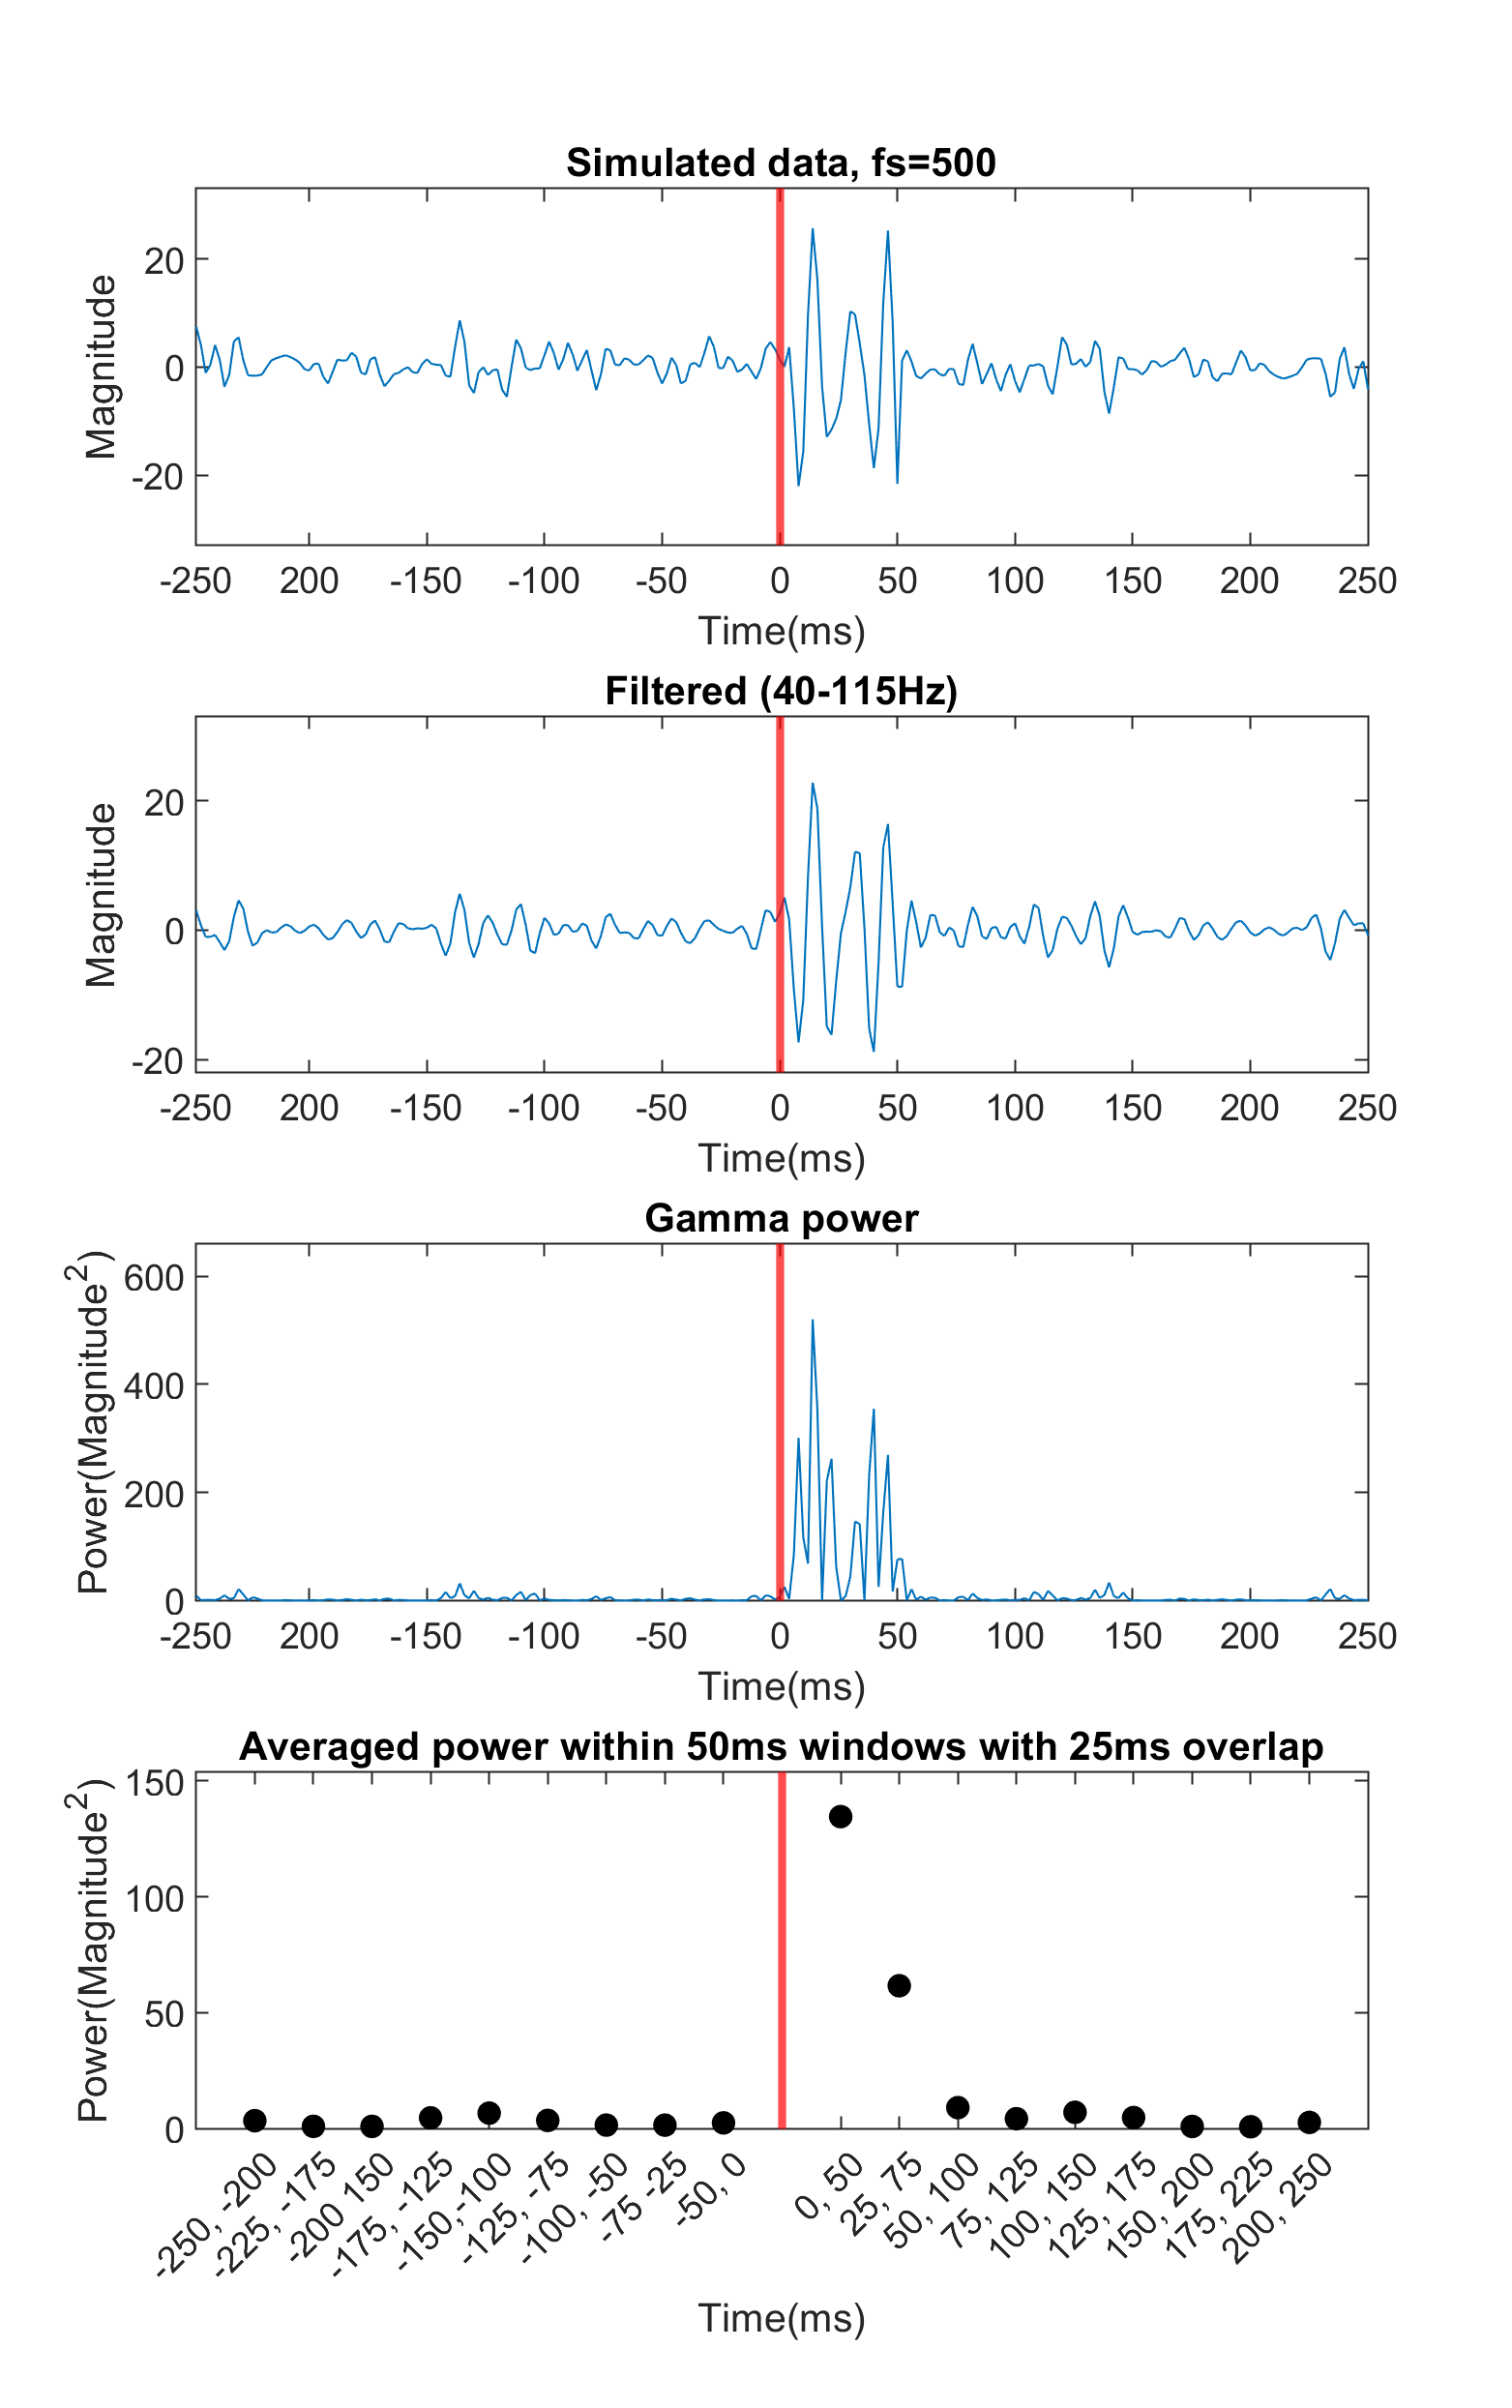 Simulated data, fs=500
Magnitude
20
0
-20
-250 200 -150 -100 -50 0 50 100 150 200 250
Time(ms)
Filtered (40-115Hz)
Magnitude
20
0
-20
-250 200 -150 -100 -50 0 50 100 150 200 250
Time(ms)
Gamma power
Power(Magnitude²)
600
400
200
0
-250 200 -150 -100 -50 0 50 100 150 200 250
Time(ms)
Averaged power within 50ms windows with 25ms overlap
Power(Magnitude²)
150
100
50
0
-250, -200
-225, -175
-200 150
-175, -125
-150, -100
-125, -75
-100, -50
-75 -25
-50, 0
0, 50
25, 75
50, 100
75, 125
100, 150
125, 175
150, 200
175, 225
200, 250
Time(ms)